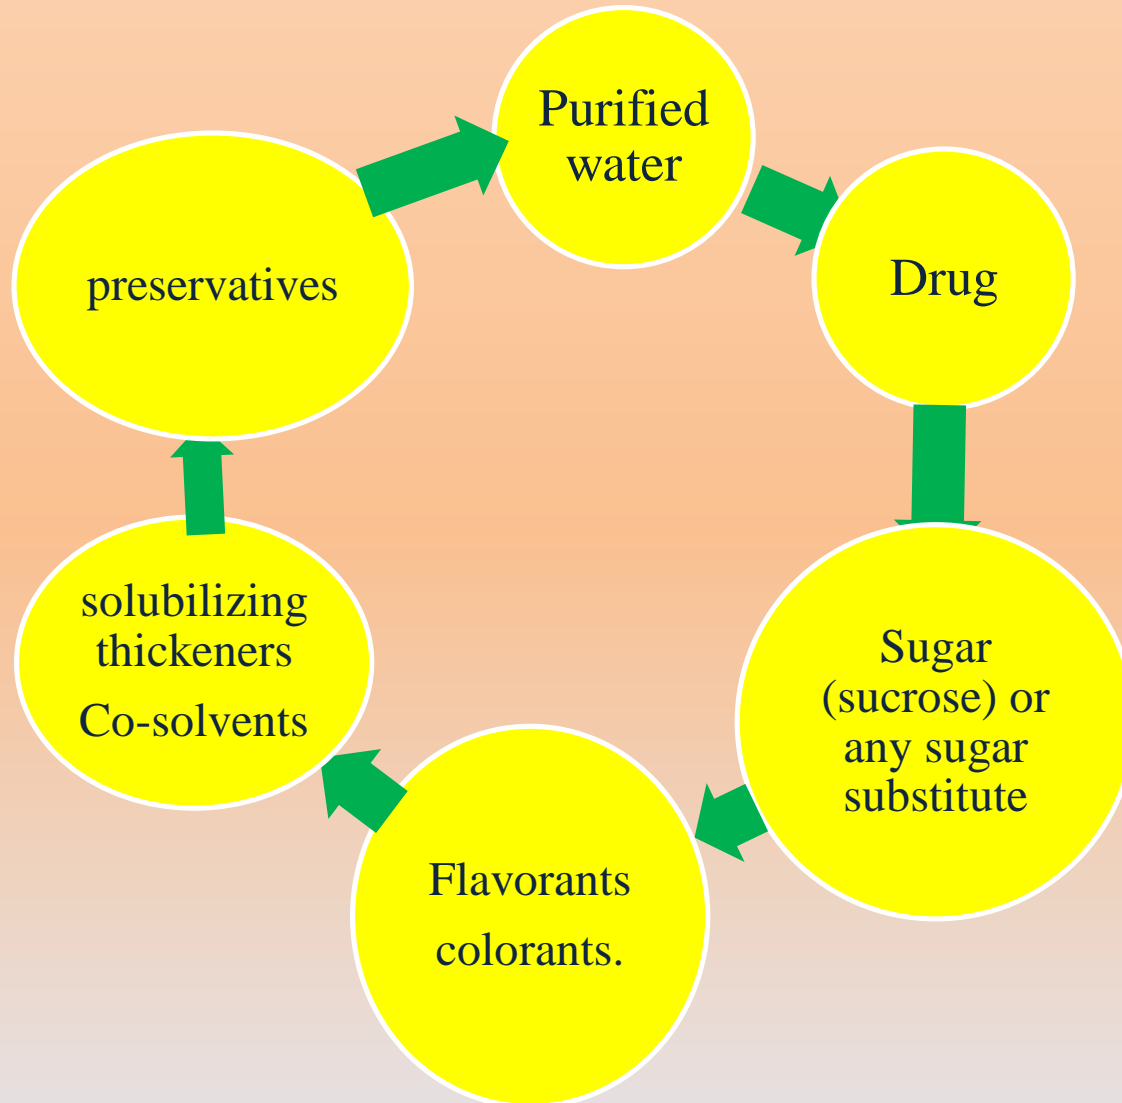 Purified
water
Drug
Sugar
(sucrose) or
any sugar
substitute
Flavorants
colorants.
solubilizing
thickeners
Co-solvents
preservatives